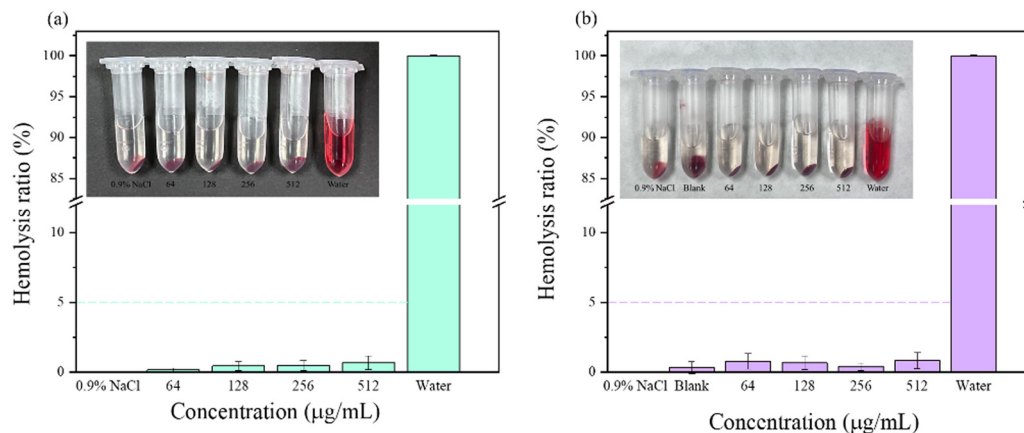 (a)
Hemolysis ratio (%)
100
95
90
85
10
5
0
0.9% NaCl 64 128 256 512 Water
0.9% NaCl 64 128 256 512 Water
Concentration (μg/mL)
(b)
Hemolysis ratio (%)
100
95
90
85
10
5
0
0.9% NaCl Blank 64 128 256 512 Water
0.9% NaCl Blank 64 128 256 512 Water
Concentration (μg/mL)